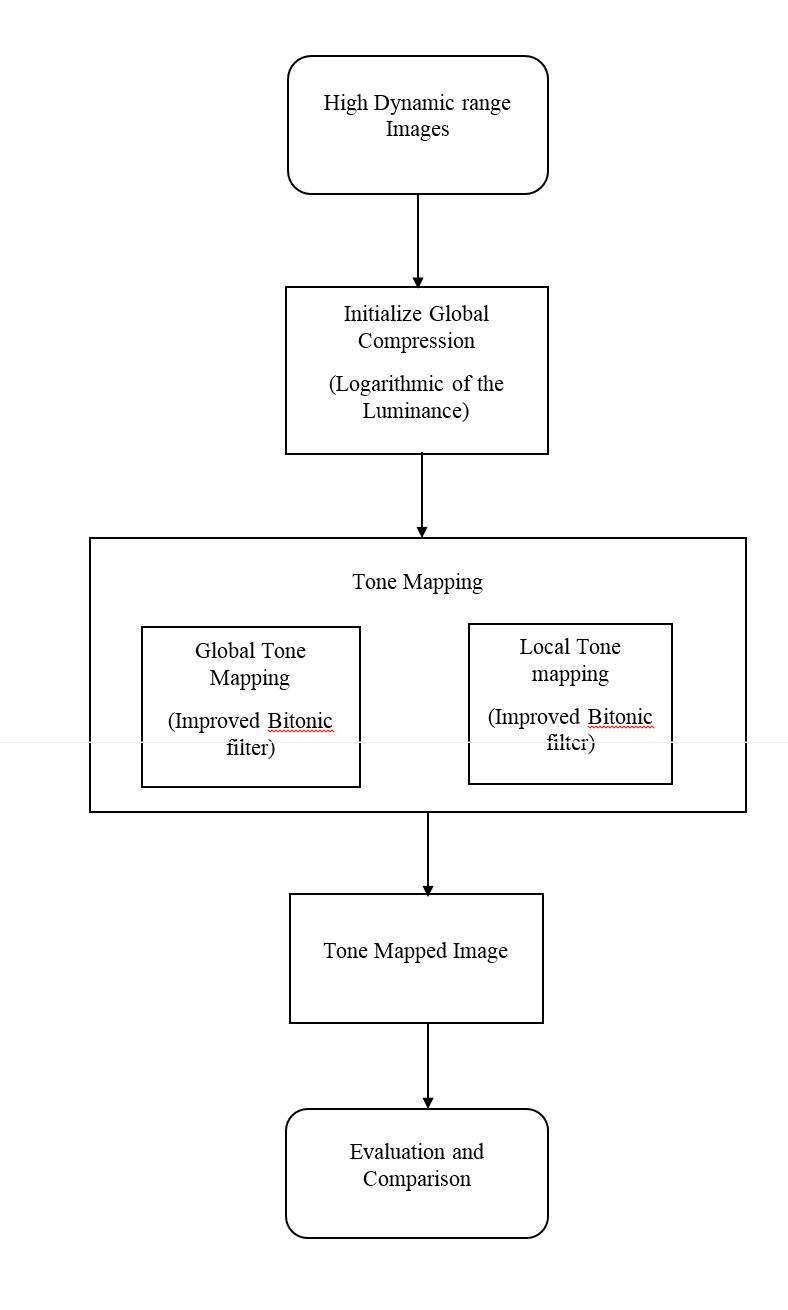 High Dynamic range
Images
Initialize Global
Compression
(Logarithmic of the
Luminance)
Tone Mapping
Global Tone
Mapping
(Improved Bitonic
filter)
Local Tone
mapping
(Improved Bitonic
filter)
Tone Mapped Image
Evaluation and
Comparison